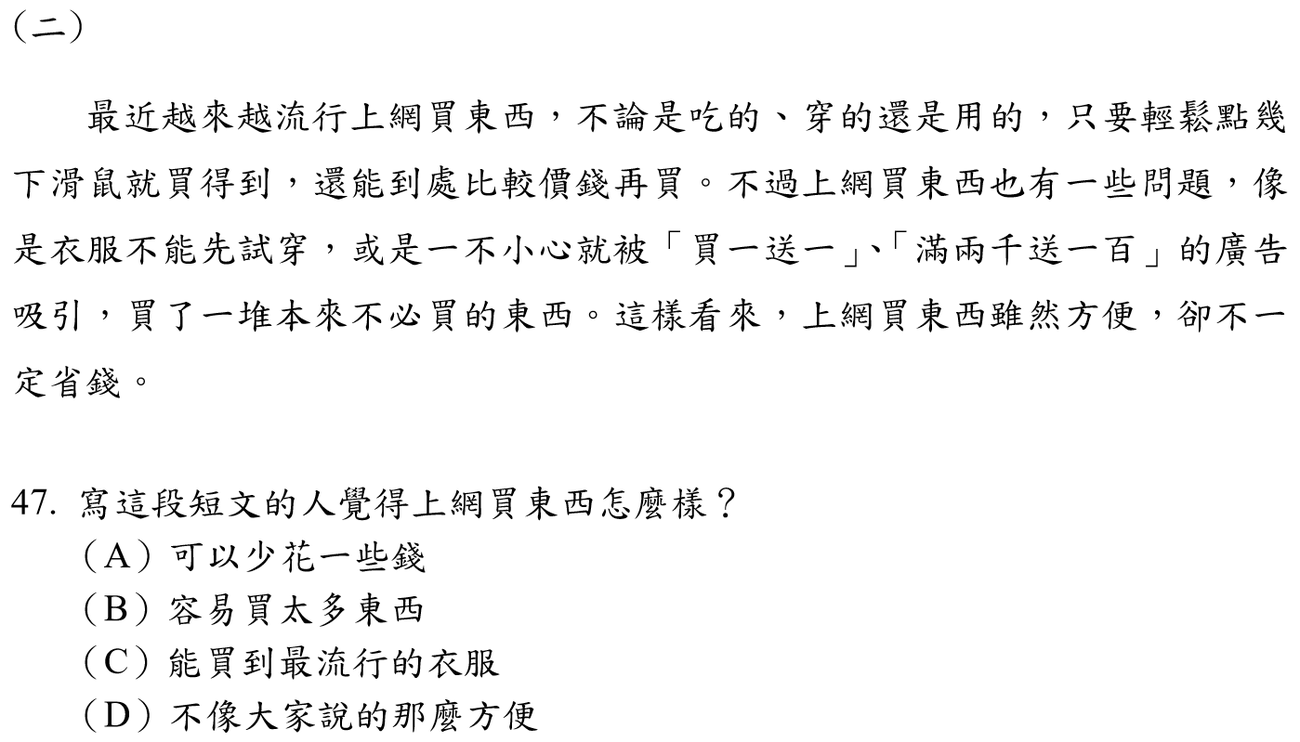 (二)
最近越來越流行上網買東西，不論是吃的、穿的還是用的，只要輕鬆點幾
下滑鼠就買得到，還能到處比較價錢再買。不過上網買東西也有一些問題，像
是衣服不能先試穿，或是一不小心就被「買一送一」、「滿兩千送一百」的廣告
吸引，買了一堆本來不必買的東西。這樣看來，上網買東西雖然方便，卻不一
定省錢。
47. 寫這段短文的人覺得上網買東西怎麼樣？
（A）可以少花一些錢
（B）容易買太多東西
（C）能買到最流行的衣服
（D）不像大家說的那麼方便